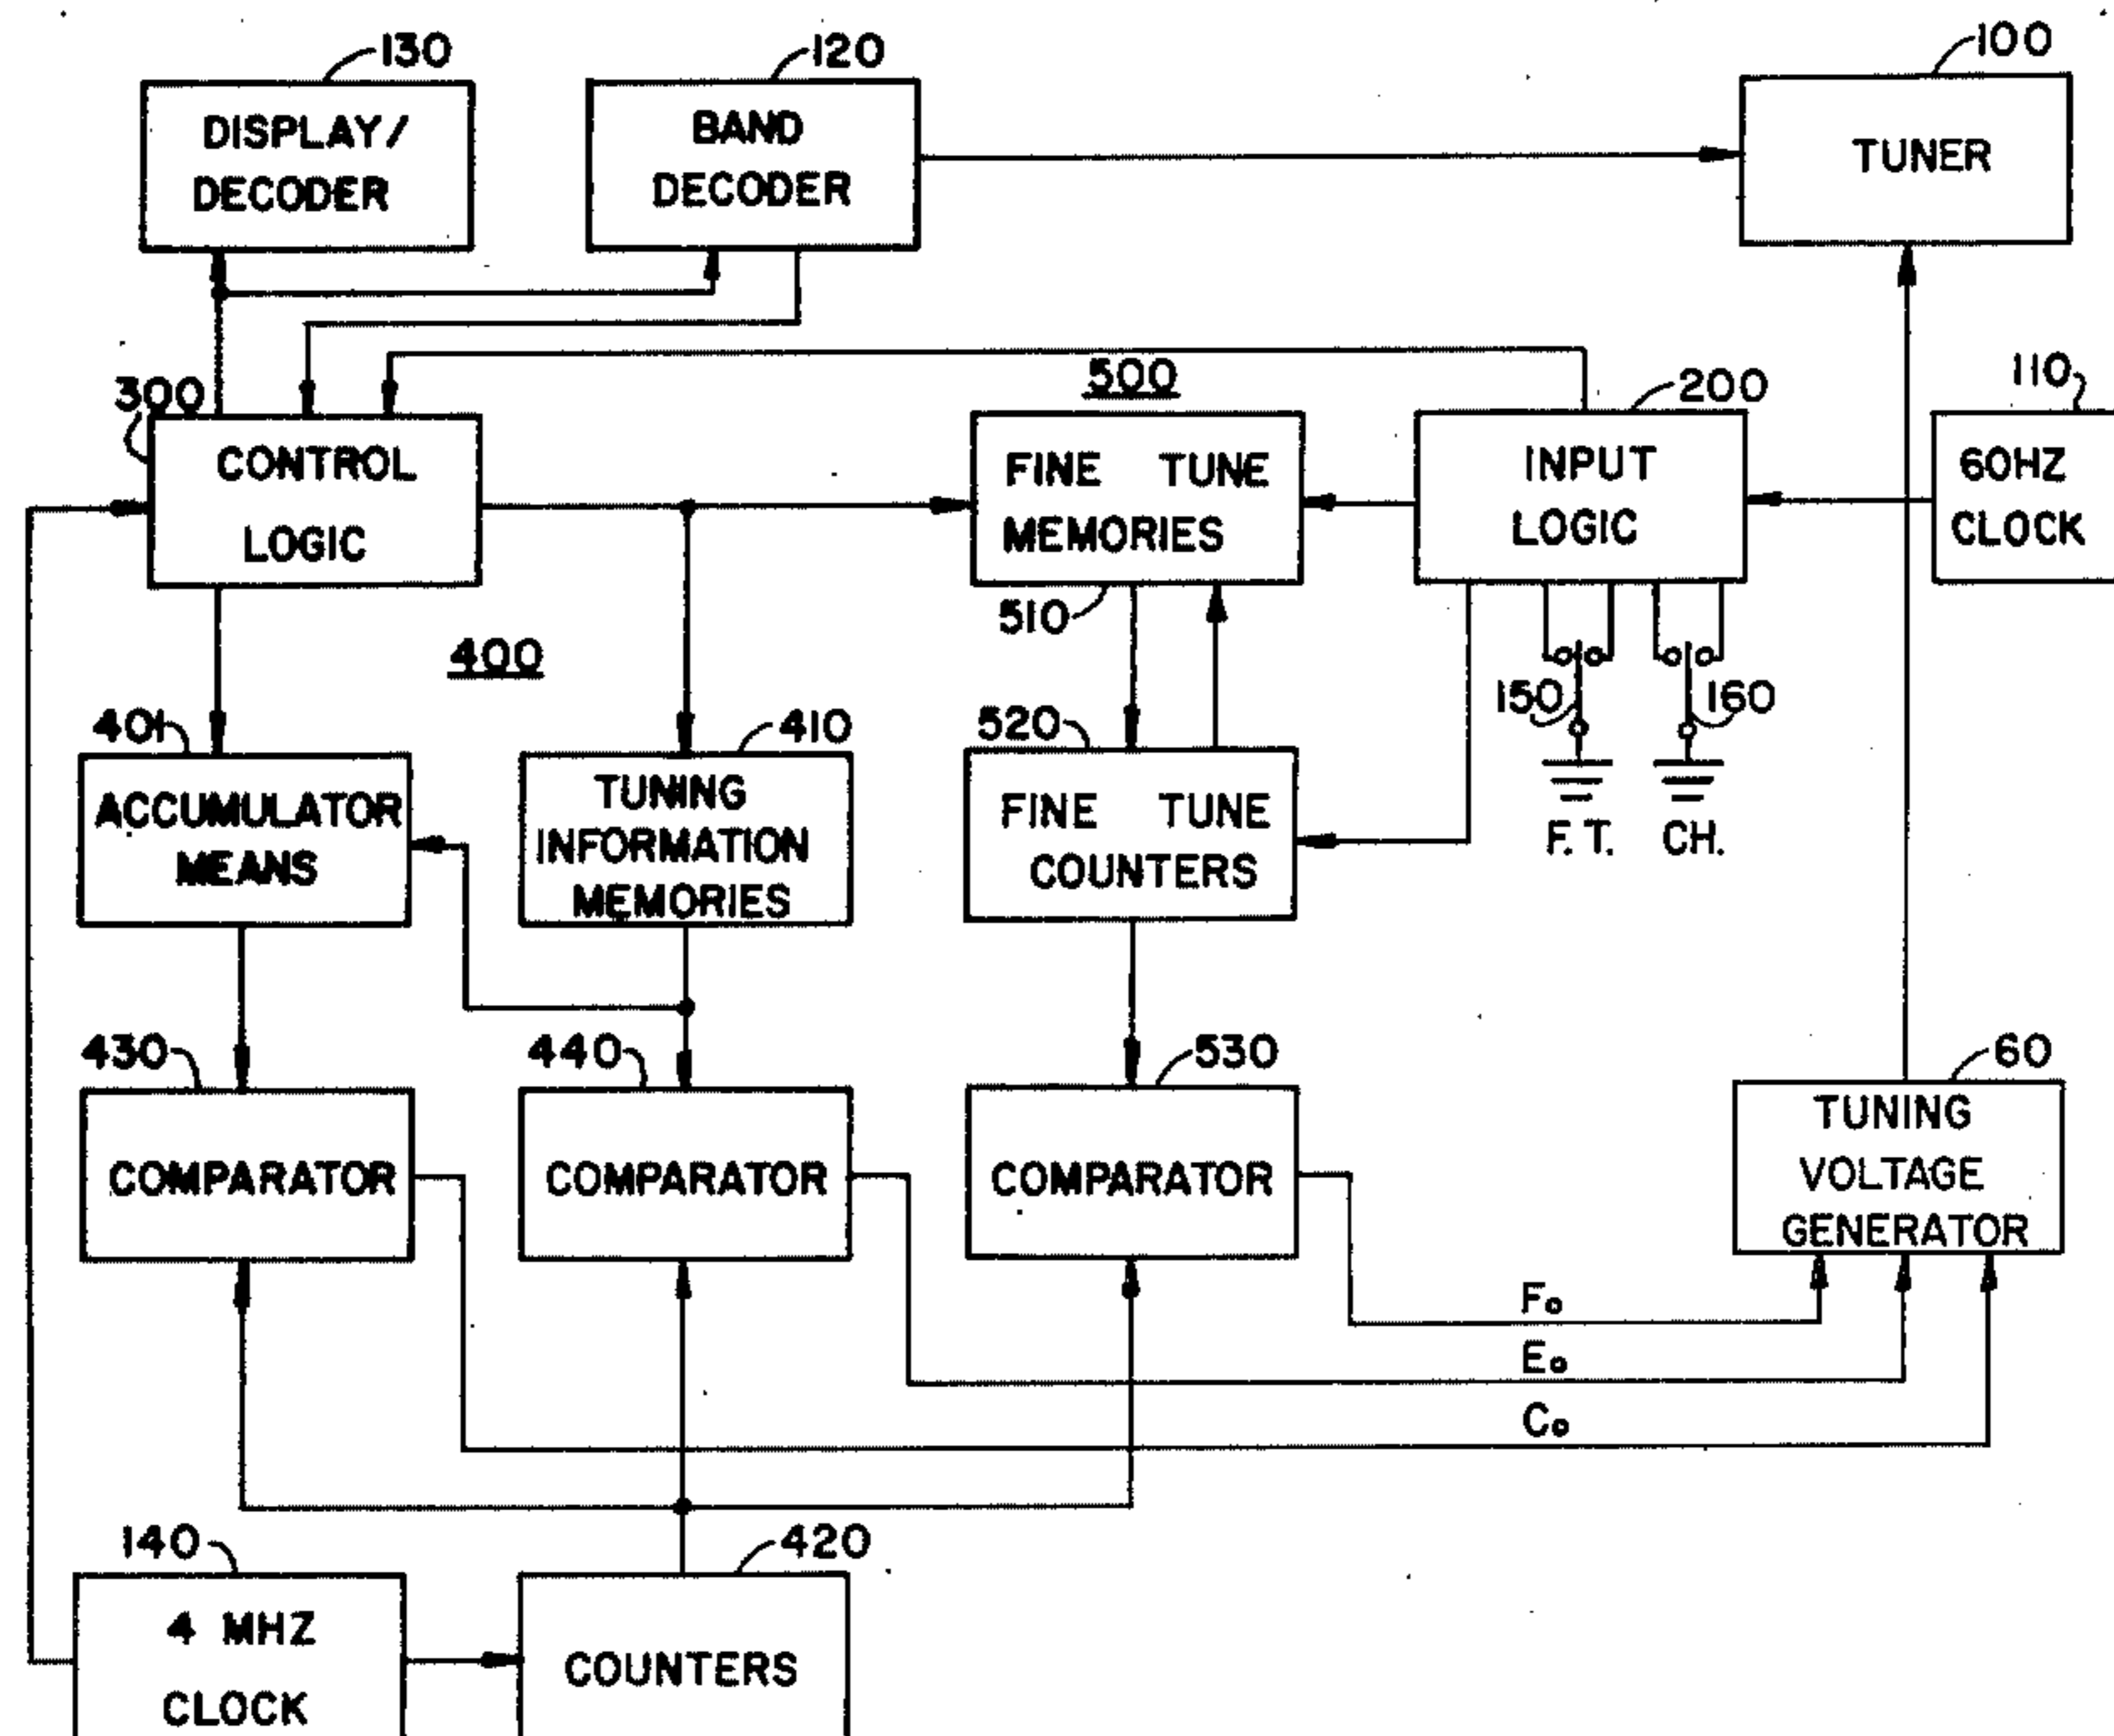 130
120
100
DISPLAY/
DECODER
BAND
DECODER
TUNER
300
500
200
110
CONTROL
LOGIC
FINE TUNE
MEMORIES
INPUT
LOGIC
60HZ
CLOCK
510
400
150
160
401
410
520
ACCUMULATOR
MEANS
TUNING
INFORMATION
MEMORIES
FINE TUNE
COUNTERS
F.T.
CH.
430
440
530
60
COMPARATOR
COMPARATOR
COMPARATOR
TUNING
VOLTAGE
GENERATOR
Fo
Eo
Co
140
420
4 MHZ
CLOCK
COUNTERS